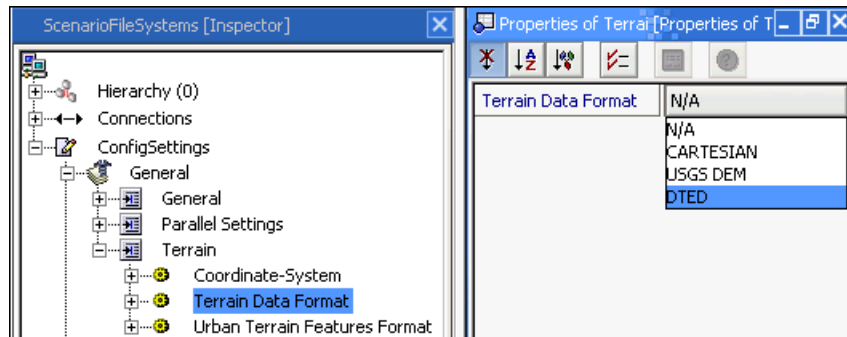 ScenarioFileSystems [Inspector]
Hierarchy (0)
Connections
ConfigSettings
General
General
Parallel Settings
Terrain
Coordinate-System
Terrain Data Format
Urban Terrain Features Format
Properties of Terrai [Properties of T
Terrain Data Format N/A
N/A
CARTESIAN
USGS DEM
DTED